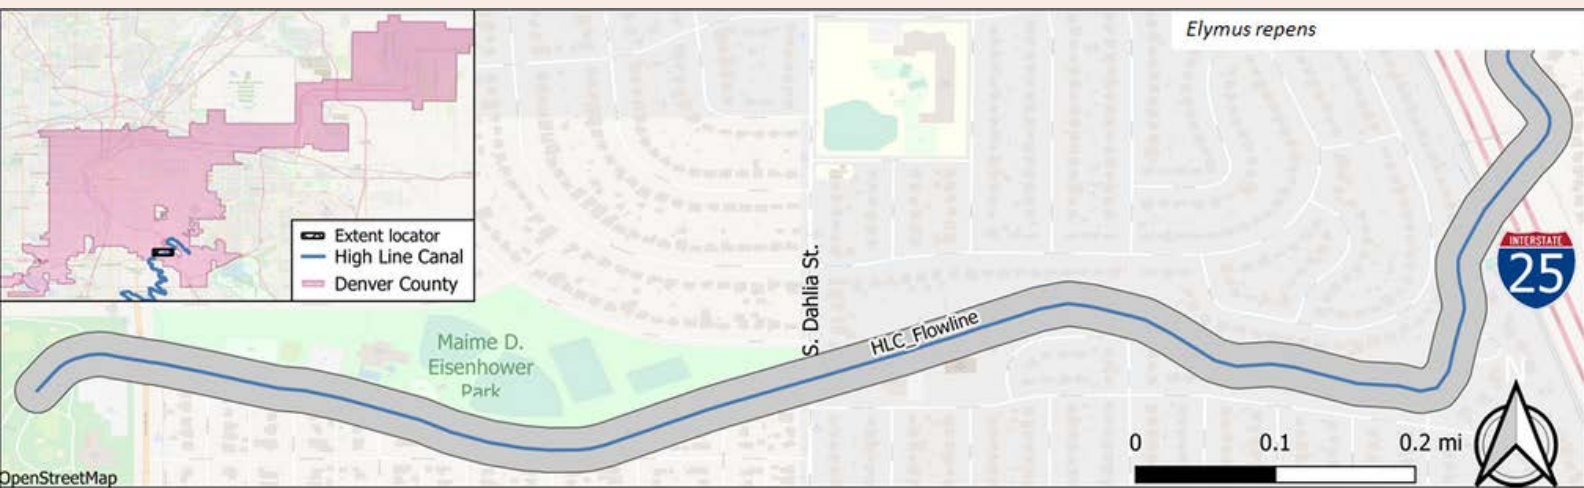 Elymus repens
Extent locator
High Line Canal
Denver County
INTERSTATE
25
S. Dahlia St.
HLC_Flowline
Maime D.
Eisenhower
Park
0
0.1
0.2 mi
OpenStreetMap